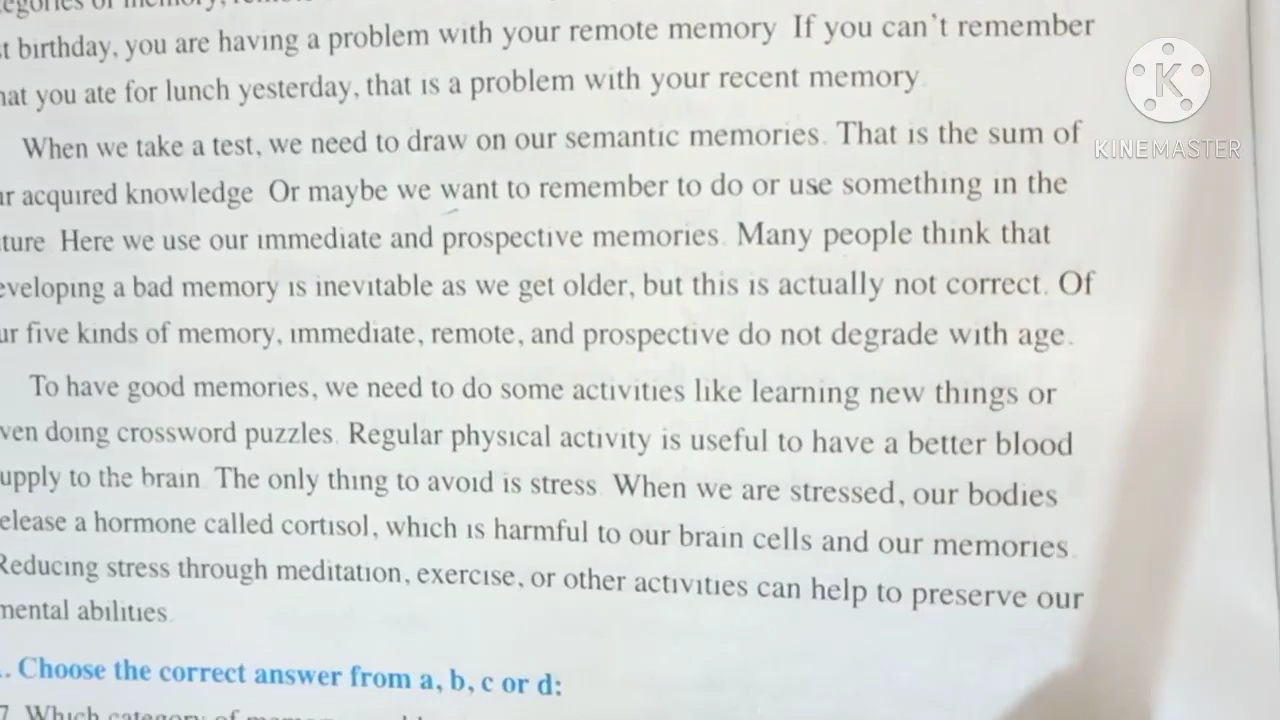 egories of memory,
t birthday, you are having a problem with your remote memory If you can't remember
hat you ate for lunch yesterday, that is a problem with your recent memory.
When we take a test, we need to draw on our semantic memories. That is the sum of
ur acquired knowledge Or maybe we want to remember to do or use something in the
ture Here we use our immediate and prospective memories. Many people think that
eveloping a bad memory is inevitable as we get older, but this is actually not correct. Of
ur five kinds of memory, immediate, remote, and prospective do not degrade with age.
To have good memories, we need to do some activities like learning new things or
ven doing crossword puzzles. Regular physical activity is useful to have a better blood
upply to the brain. The only thing to avoid is stress. When we are stressed, our bodies
elease a hormone called cortisol, which is harmful to our brain cells and our memories.
Reducing stress through meditation, exercise, or other activities can help to preserve our
mental abilities.
. Choose the correct answer from a, b, c or d:
7. Which category of
K
KINEMASTER